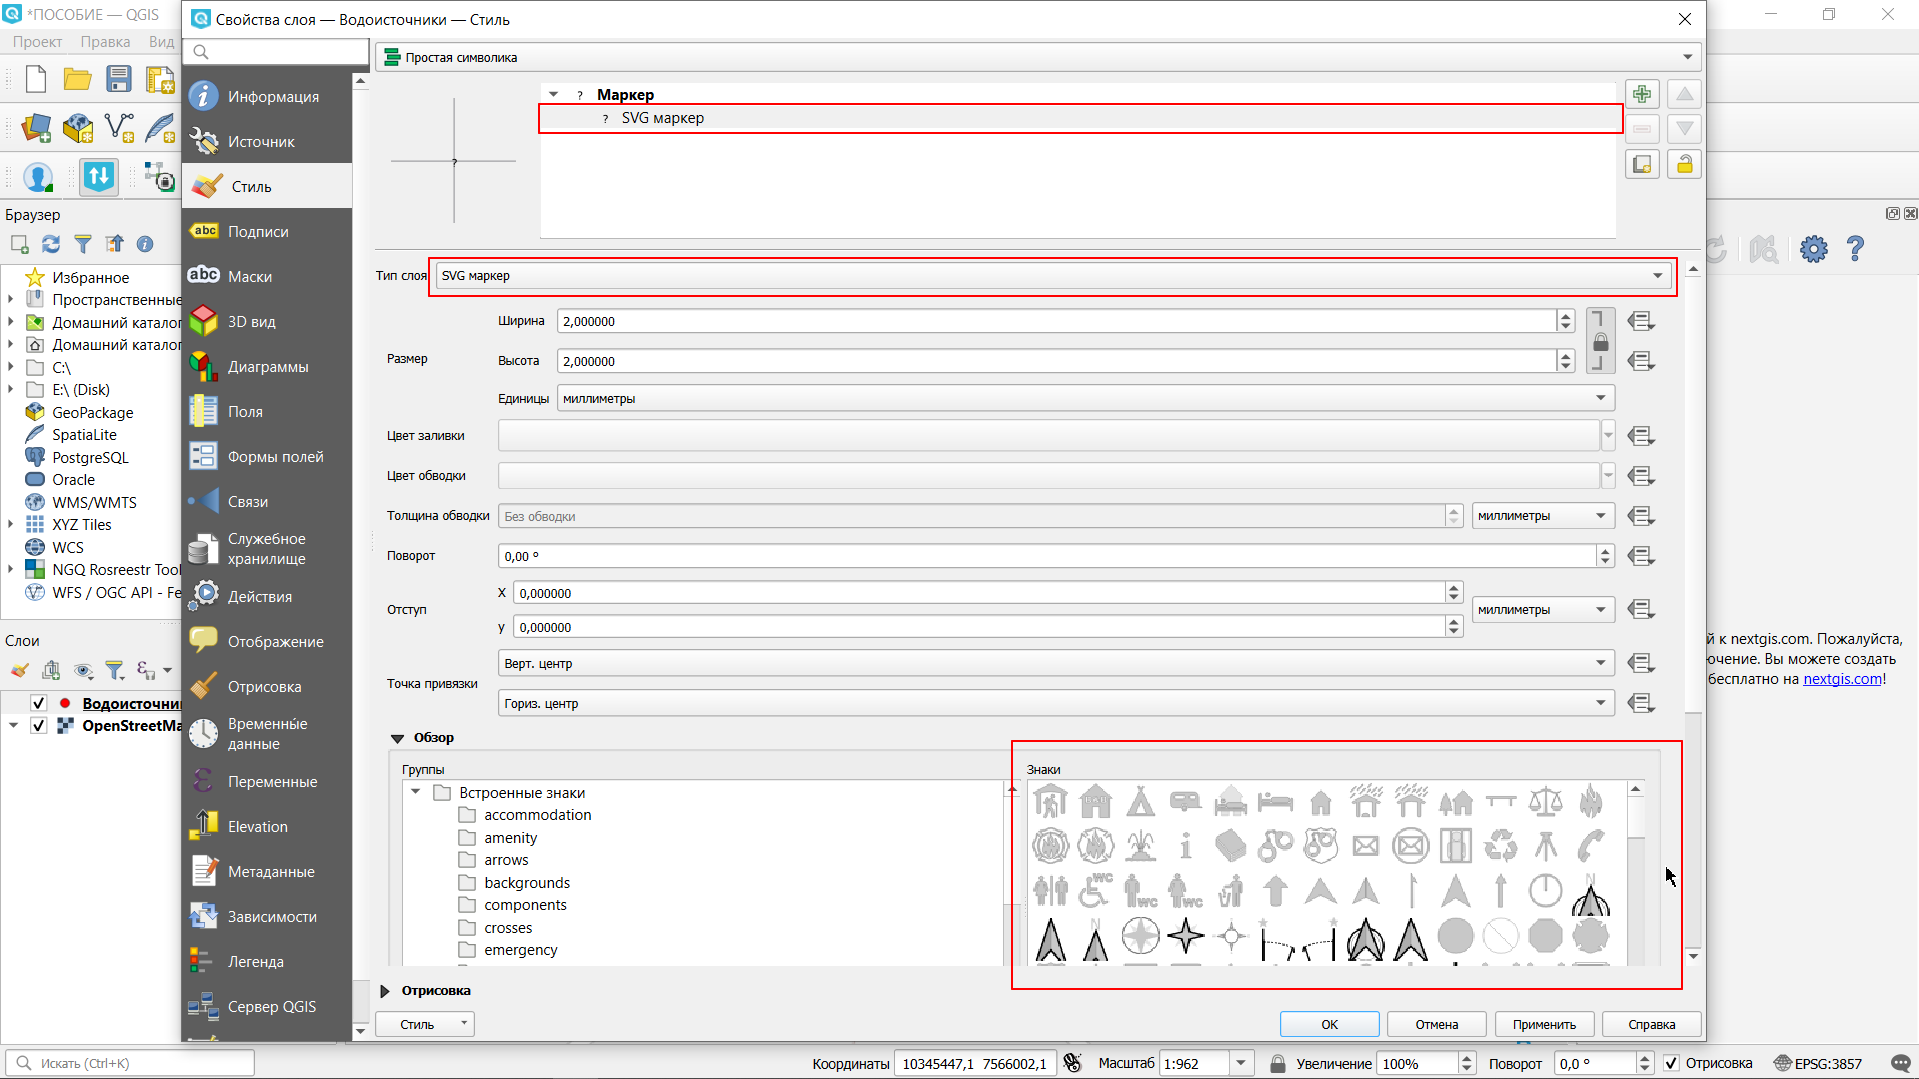 *ПОСОБИЕ — QGIS
Проект Правка Вид
Свойства слоя — Водоисточники — Стиль
Простая символика
Информация
Источник
Стиль
Подписи
Маски
3D вид
Диаграммы
Поля
Формы полей
Связи
Служебное
хранилище
Действия
Отображение
Отрисовка
Временные
данные
Переменные
Elevation
Метаданные
Зависимости
Легенда
Сервер QGIS
? Маркер
? SVG маркер
?
Тип слоя SVG маркер
Размер
Ширина 2,000000
Высота 2,000000
Единицы миллиметры
Цвет заливки
Цвет обводки
Толщина обводки Без обводки миллиметры
Поворот 0,00 °
Отступ
X 0,000000
y 0,000000
миллиметры
Точка привязки
Верт. центр
Гориз. центр
Обзор
Группы
Встроенные знаки
accommodation
amenity
arrows
backgrounds
components
crosses
emergency
Знаки
Отрисовка
Стиль
OK
Отмена
Применить
Справка
Браузер
Избранное
Пространственные
Домашний каталог
Домашний каталог
C:\
E:\ (Disk)
GeoPackage
SpatiaLite
PostgreSQL
Oracle
WMS/WMTS
XYZ Tiles
WCS
NGQ Rosreestr Tool
WFS / OGC API - Fe
Слои
Водоисточни
OpenStreetMa
й к nextgis.com. Пожалуйста,
ючение. Вы можете создать
бесплатно на nextgis.com!
Искать (Ctrl+K)
Координаты 10345447,1 7566002,1
Масштаб 1:962
Увеличение 100%
Поворот 0,0 °
Отрисовка
EPSG:3857